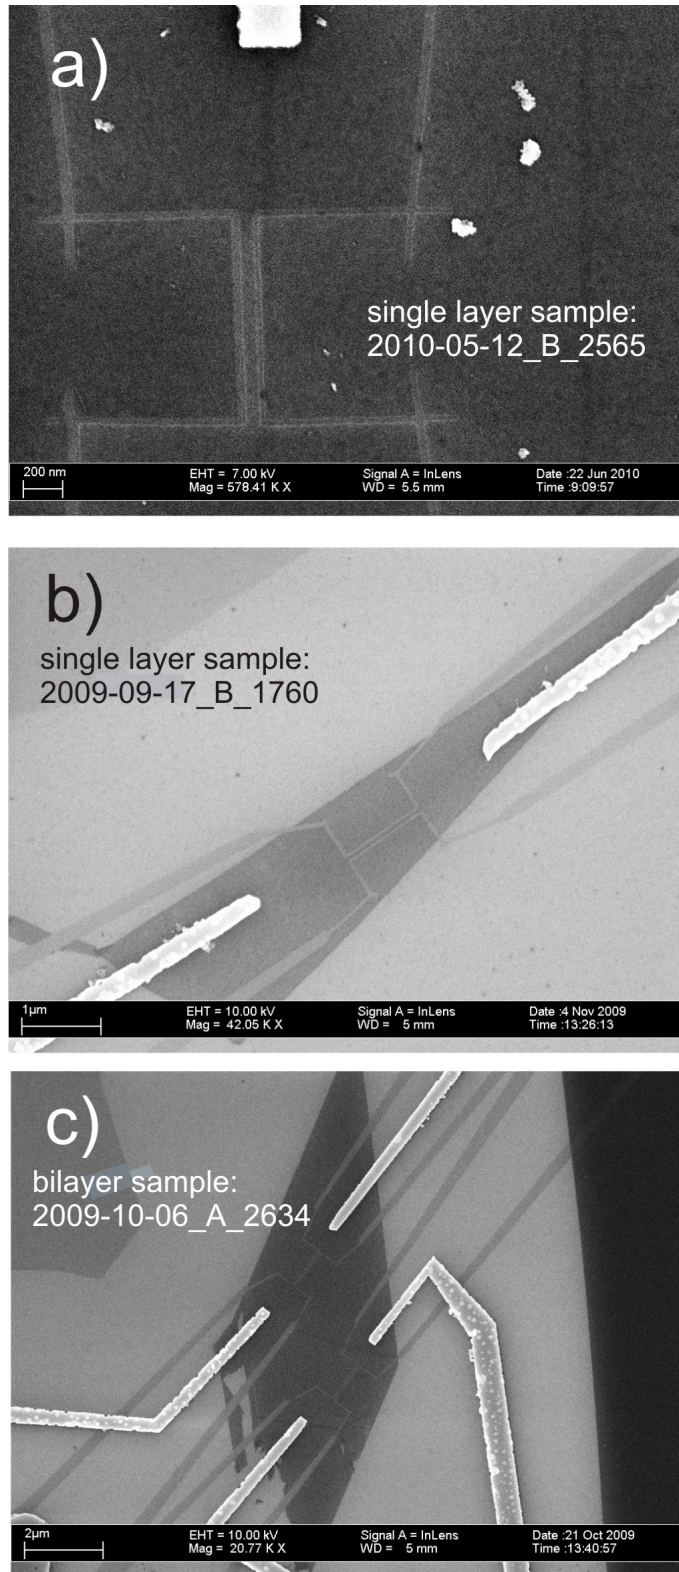 a)
single layer sample:
2010-05-12_B_2565
200 nm
EHT = 7.00 kV
Mag = 578.41 K X
Signal A = InLens
WD = 5.5 mm
Date :22 Jun 2010
Time :9:09:57
b)
single layer sample:
2009-09-17_B_1760
1µm
EHT = 10.00 kV
Mag = 42.05 K X
Signal A = InLens
WD = 5 mm
Date :4 Nov 2009
Time :13:26:13
c)
bilayer sample:
2009-10-06_A_2634
2µm
EHT = 10.00 kV
Mag = 20.77 K X
Signal A = InLens
WD = 5 mm
Date :21 Oct 2009
Time :13:40:57